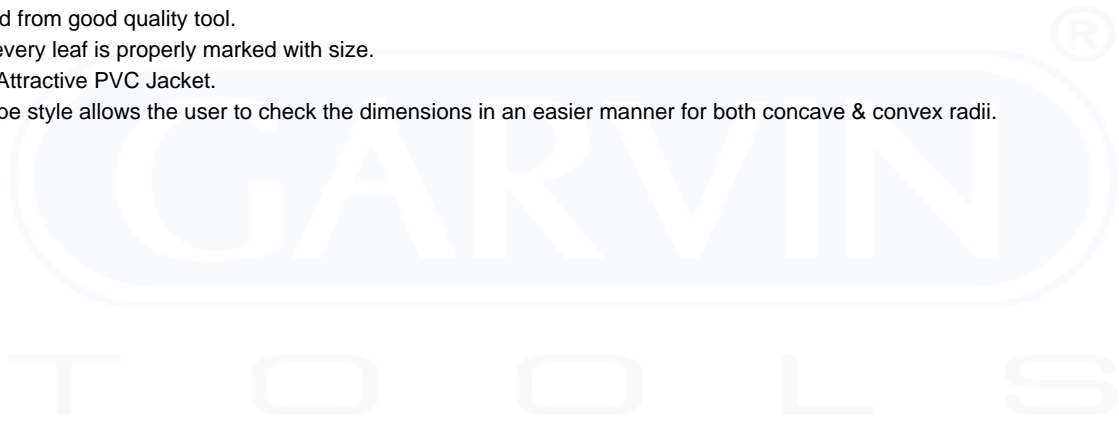 d from good quality tool.
every leaf is properly marked with size.
Attractive PVC Jacket.
pe style allows the user to check the dimensions in an easier manner for both concave & convex radii.
GARVIN ®
TOOLS